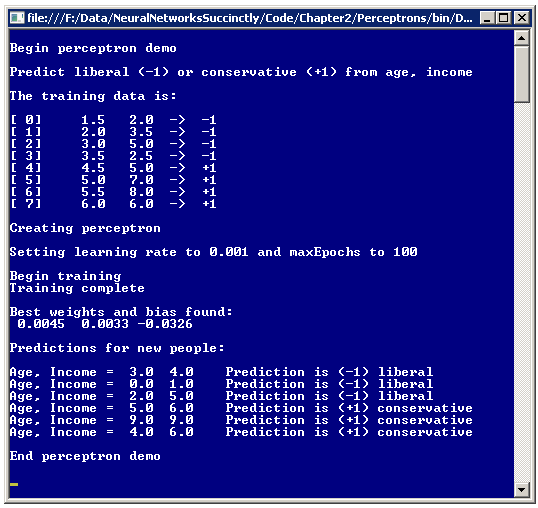 file:///F:/Data/NeuralNetworksSuccinctly/Code/Chapter2/Perceptrons/bin/D...
Begin perceptron demo
Predict liberal (-1) or conservative (+1) from age, income
The training data is:
[ 0]     1.5   2.0  ->  -1
[ 1]     2.0   3.5  ->  -1
[ 2]     3.0   5.0  ->  -1
[ 3]     3.5   2.5  ->  -1
[ 4]     4.5   5.0  ->  +1
[ 5]     5.0   7.0  ->  +1
[ 6]     5.5   8.0  ->  +1
[ 7]     6.0   6.0  ->  +1
Creating perceptron
Setting learning rate to 0.001 and maxEpochs to 100
Begin training
Training complete
Best weights and bias found:
0.0045  0.0033 -0.0326
Predictions for new people:
Age, Income =  3.0  4.0    Prediction is (-1) liberal
Age, Income =  0.0  1.0    Prediction is (-1) liberal
Age, Income =  2.0  5.0    Prediction is (-1) liberal
Age, Income =  5.0  6.0    Prediction is (+1) conservative
Age, Income =  9.0  9.0    Prediction is (+1) conservative
Age, Income =  4.0  6.0    Prediction is (+1) conservative
End perceptron demo